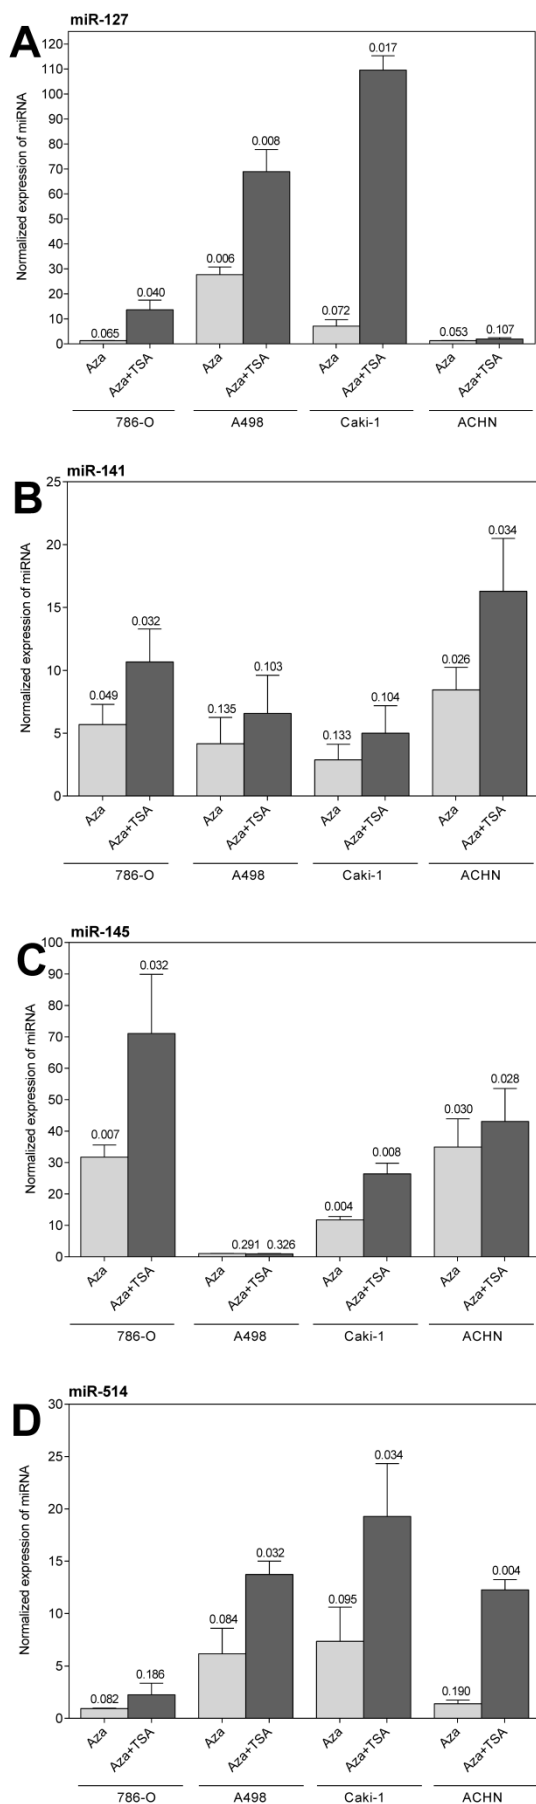 A
miR-127
Normalized expression of miRNA
120
110
100
90
80
70
60
50
40
30
20
10
0
0.065
0.040
0.006
0.008
0.072
0.017
0.053
0.107
Aza
Aza+TSA
Aza
Aza+TSA
Aza
Aza+TSA
Aza
Aza+TSA
786-O
A498
Caki-1
ACHN
B
miR-141
Normalized expression of miRNA
25
20
15
10
5
0
0.049
0.032
0.135
0.103
0.133
0.104
0.026
0.034
Aza
Aza+TSA
Aza
Aza+TSA
Aza
Aza+TSA
Aza
Aza+TSA
786-O
A498
Caki-1
ACHN
C
miR-145
Normalized expression of miRNA
100
90
80
70
60
50
40
30
20
10
0
0.007
0.032
0.291
0.326
0.004
0.008
0.030
0.028
Aza
Aza+TSA
Aza
Aza+TSA
Aza
Aza+TSA
Aza
Aza+TSA
786-O
A498
Caki-1
ACHN
D
miR-514
Normalized expression of miRNA
30
25
20
15
10
5
0
0.082
0.186
0.084
0.032
0.095
0.034
0.190
0.004
Aza
Aza+TSA
Aza
Aza+TSA
Aza
Aza+TSA
Aza
Aza+TSA
786-O
A498
Caki-1
ACHN